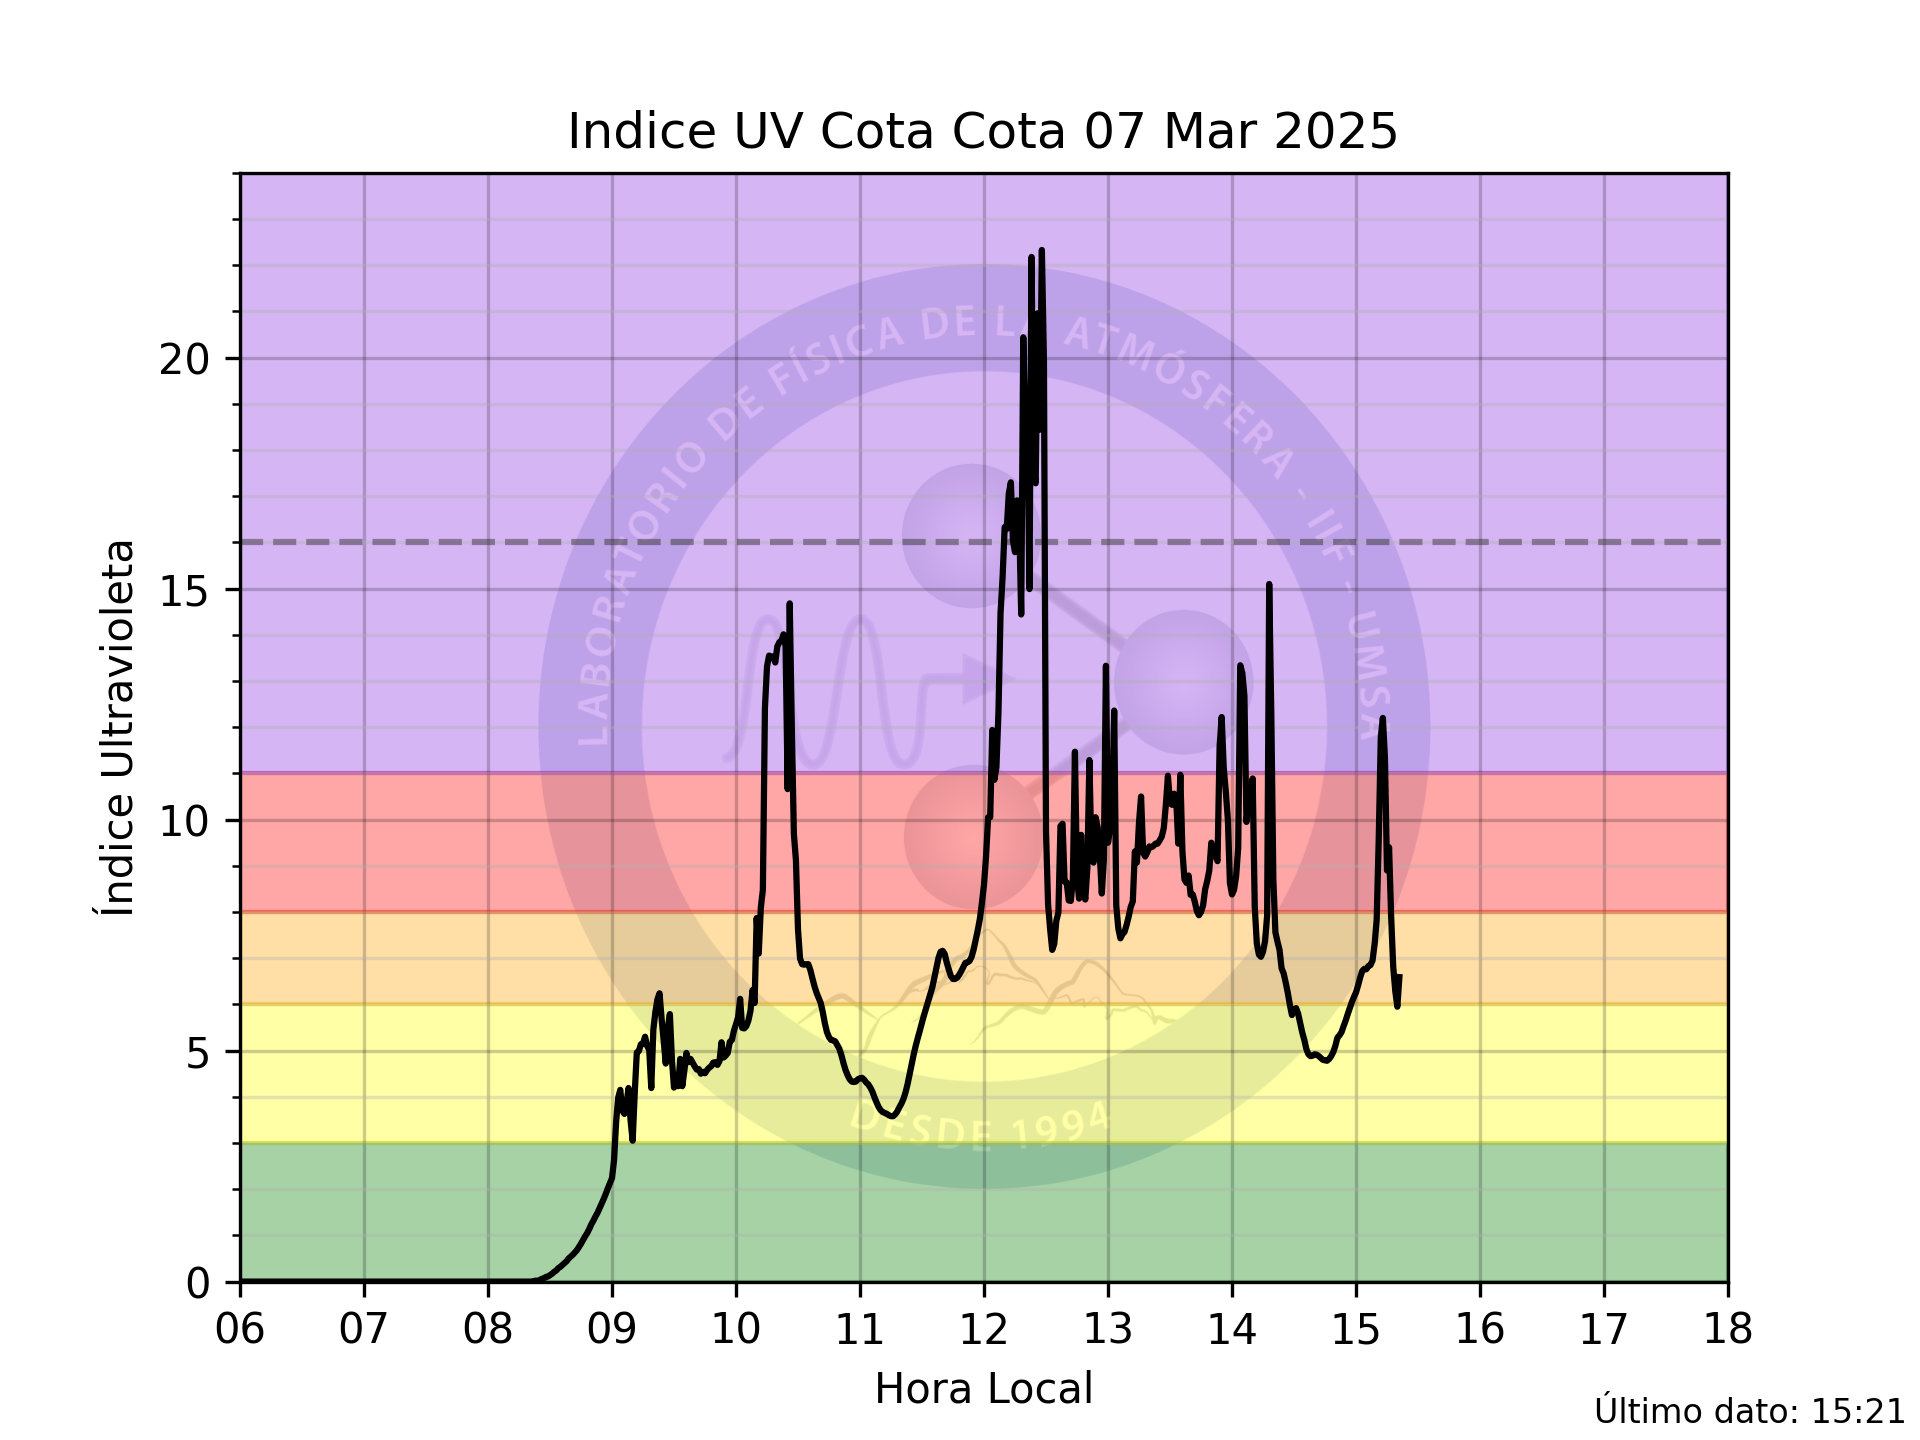 Indice UV Cota Cota 07 Mar 2025
Índice Ultravioleta
20
15
10
5
0
06 07 08 09 10 11 12 13 14 15 16 17 18
Hora Local
Último dato: 15:21
LABORATORIO DE FÍSICA DE LA ATMÓSFERA - IIF - UMSA
DESDE 1994